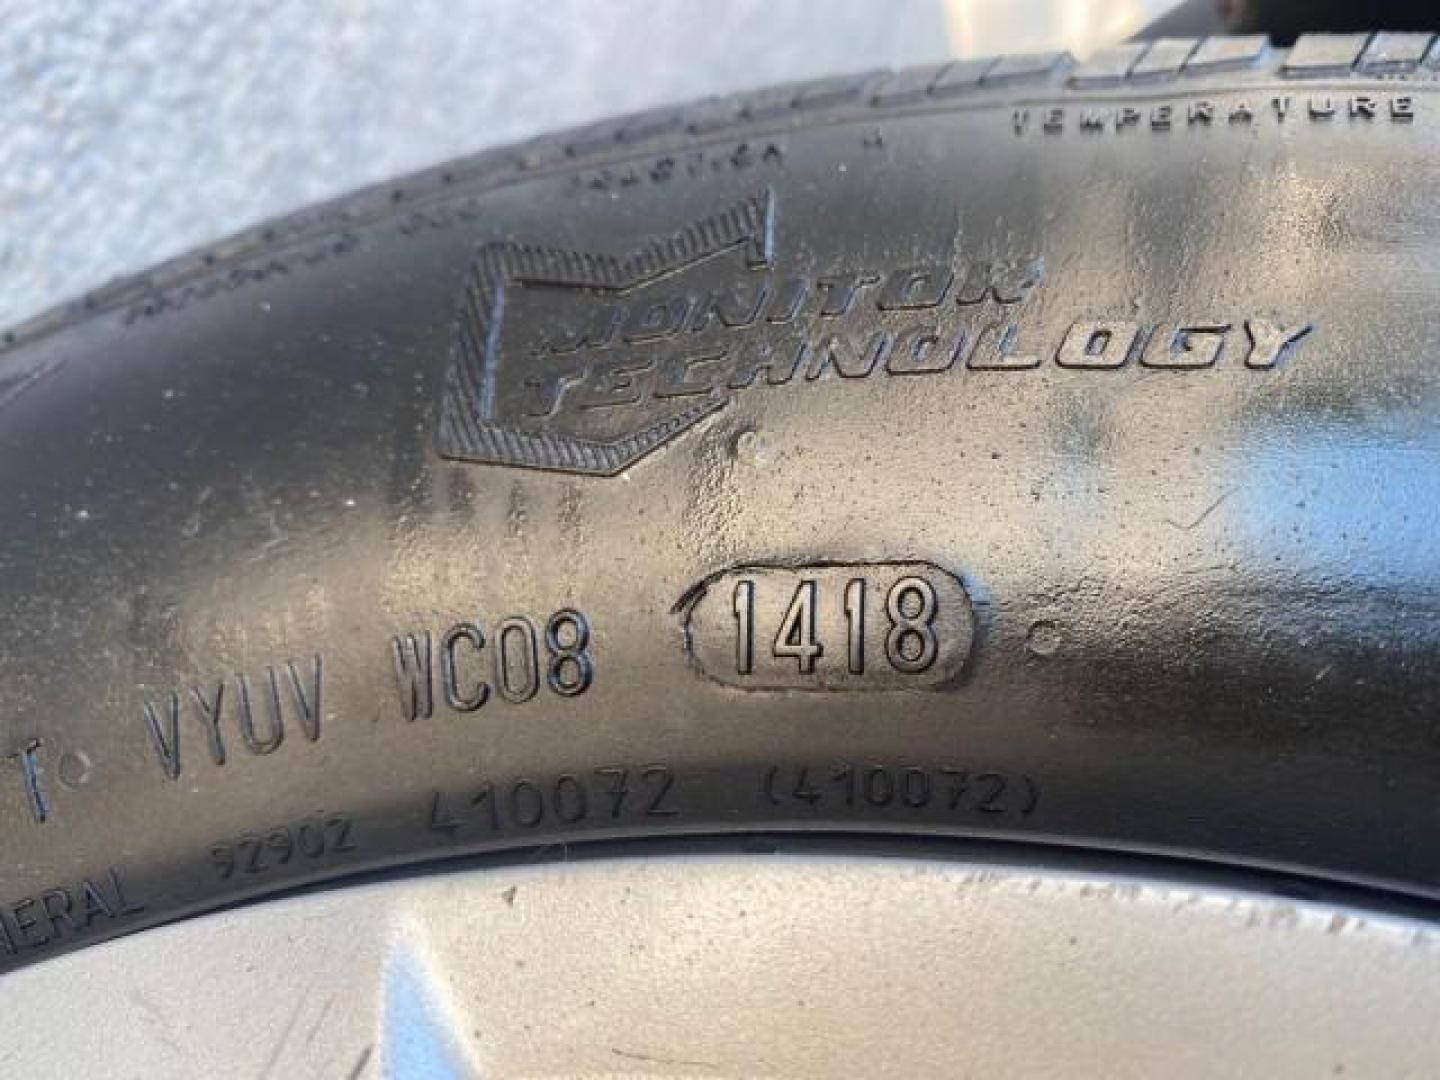 TEMPERATURE
MONITOR
TECHNOLOGY
T VYUV WC08 1418
92902 410072 (410072)